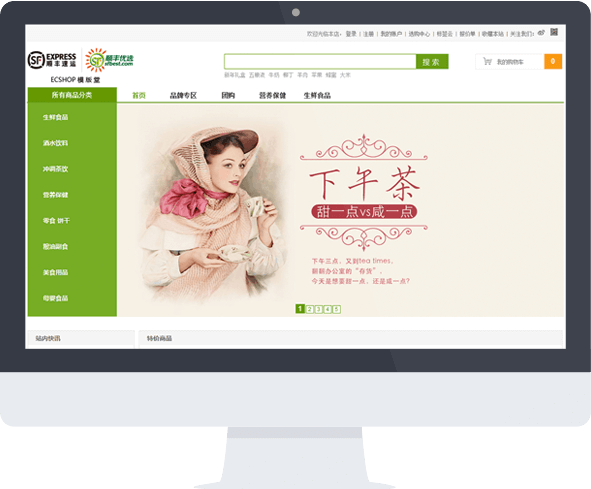 欢迎光临本店： 登录 | 注册 | 我的账户 | 选购中心 | 标签云 | 报价单 | 收藏本站 | 关注我们：
SF EXPRESS 顺丰速运
SF 顺丰优选 sfbest.com
ECSHOP 模版堂
搜 索
我的购物车
0
新年礼盒 五粮液 牛奶 橙子 羊肉 苹果 核桃 大米
所有商品分类 首页 品牌专区 团购 营养保健 生鲜食品
生鲜食品
酒水饮料
冲调茶饮
营养保健
零食 饼干
粮油副食
美食用品
母婴食品
下午茶
甜一点vs咸一点
下午三点，又到tea times，
翻翻办公室的“存货”，
今天是想要甜一点，还是咸一点?
1 2 3 4 5
站内快讯 特价商品